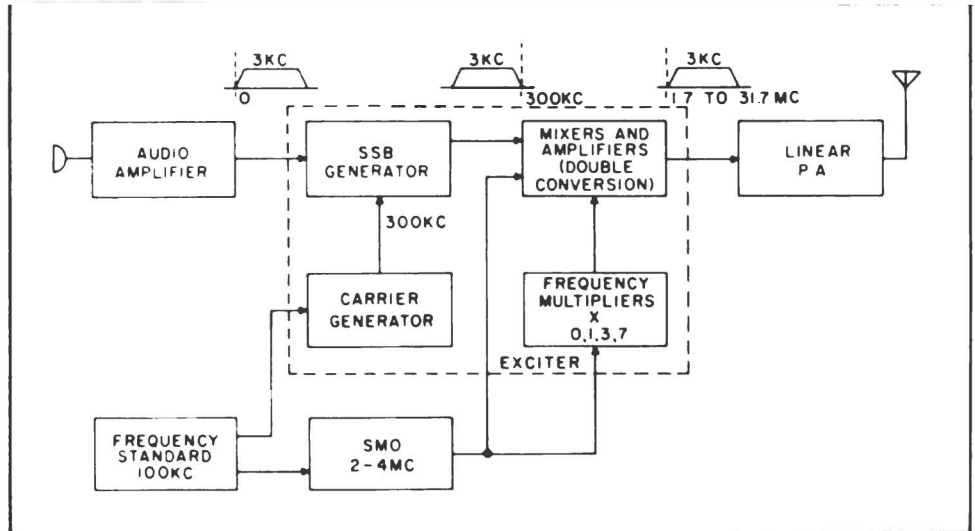 3KC
0
3KC
300KC
3KC
1.7 TO 31.7 MC
AUDIO
AMPLIFIER
SSB
GENERATOR
MIXERS AND
AMPLIFIERS
(DOUBLE
CONVERSION)
LINEAR
PA
300KC
CARRIER
GENERATOR
FREQUENCY
MULTIPLIERS
X
0,1,3,7
EXCITER
FREQUENCY
STANDARD
100KC
SMO
2-4MC